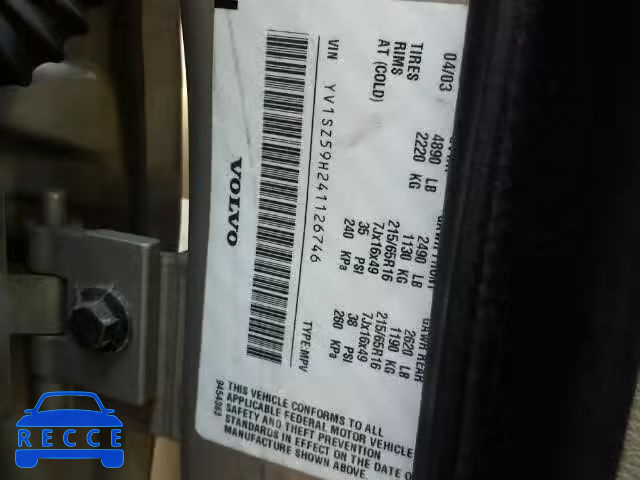 04/03
4890 LB
2220 KG
2490 LB
1130 KG
2620 LB
1190 KG
GAWR REAR
TIRES 215/65R16 215/65R16
RIMS 7Jx16x49 7Jx16x49
AT (COLD) 35 PSI 38 PSI
240 KPa 260 KPa
VIN YV1SZ59H241126746 TYPE:MPV
VOLVO
THIS VEHICLE CONFORMS TO ALL
APPLICABLE FEDERAL MOTOR VEHICLE
SAFETY AND THEFT PREVENTION
STANDARDS IN EFFECT ON THE DATE O
MANUFACTURE SHOWN ABOVE.
9454363
RECCE